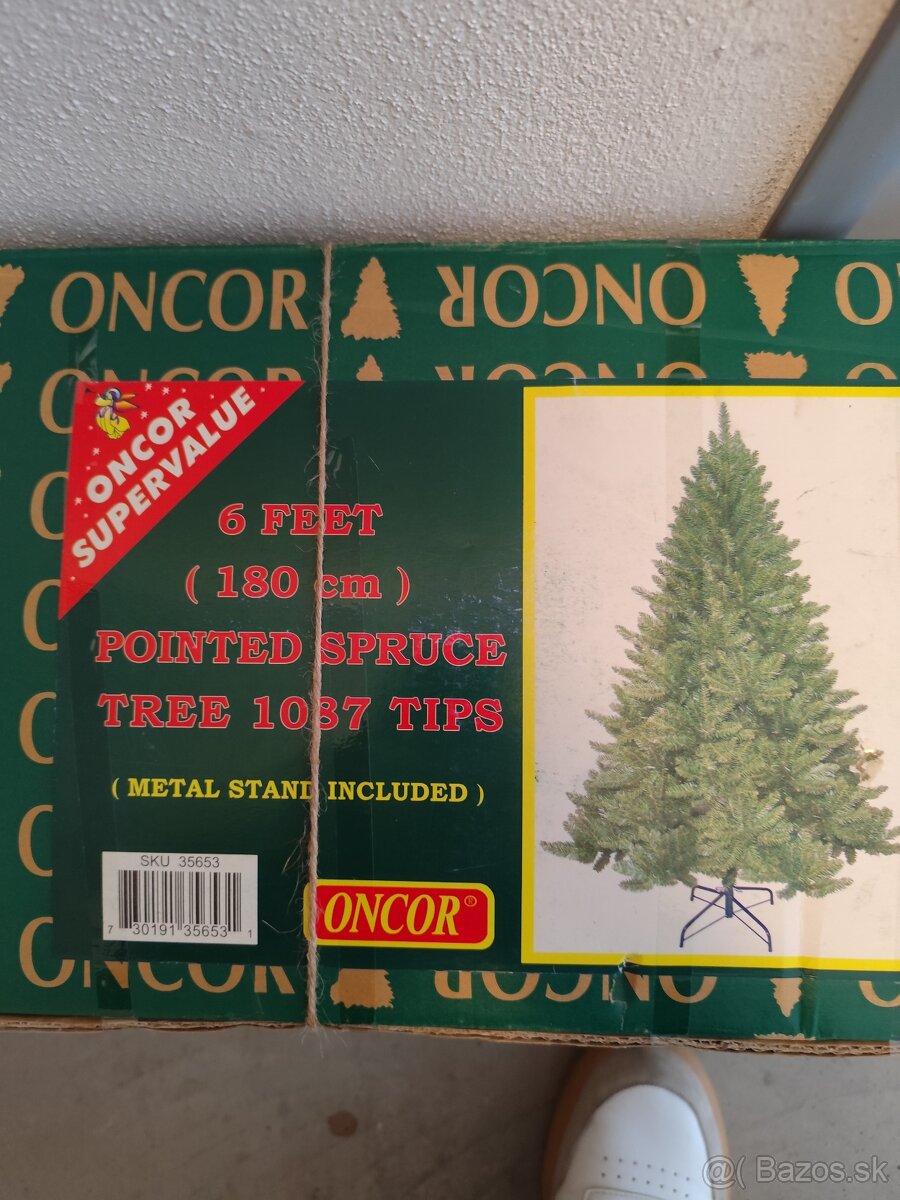 ONCOR ONCOR
ONCOR
SUPERVALUE
6 FEET
( 180 cm )
POINTED SPRUCE
TREE 1087 TIPS
( METAL STAND INCLUDED )
SKU 35653
7 30191 35653 1
ONCOR®
ONCOR ONCOR
@( Bazos.sk